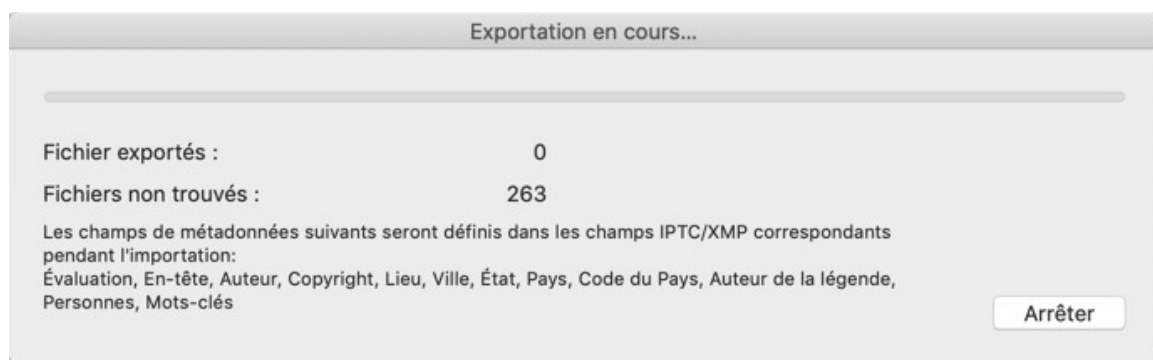 Exportation en cours...
Fichier exportés : 0
Fichiers non trouvés : 263
Les champs de métadonnées suivants seront définis dans les champs IPTC/XMP correspondants
pendant l'importation:
Évaluation, En-tête, Auteur, Copyright, Lieu, Ville, État, Pays, Code du Pays, Auteur de la légende,
Personnes, Mots-clés
Arrêter